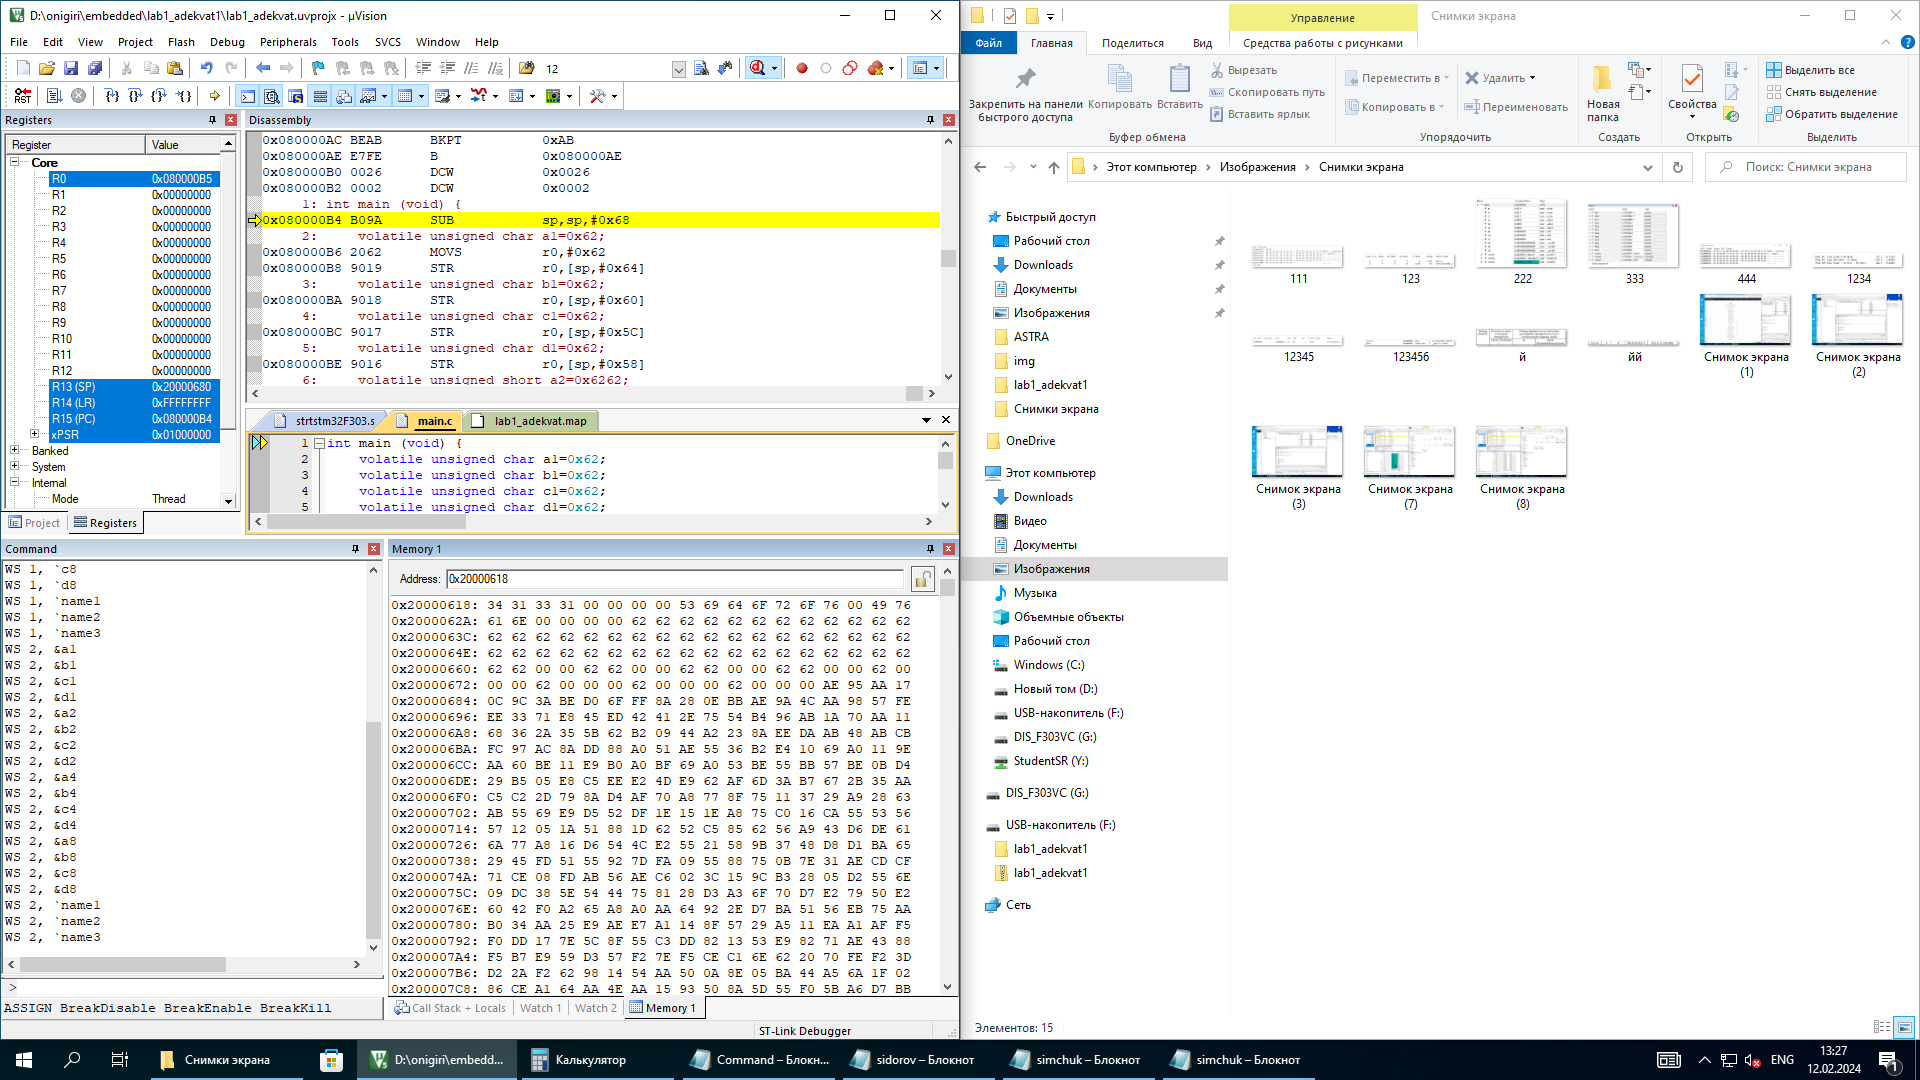 D:\onigiri\embedded\lab1_adekvat1\lab1_adekvat.uvprojx - µVision
File Edit View Project Flash Debug Peripherals Tools SVCS Window Help
12
RST
Registers
Register Value
Core
R0 0x080000B5
R1 0x00000000
R2 0x00000000
R3 0x00000000
R4 0x00000000
R5 0x00000000
R6 0x00000000
R7 0x00000000
R8 0x00000000
R9 0x00000000
R10 0x00000000
R11 0x00000000
R12 0x00000000
R13 (SP) 0x20000680
R14 (LR) 0xFFFFFFFF
R15 (PC) 0x080000B4
xPSR 0x01000000
Banked
System
Internal
Mode Thread
Project Registers
Disassembly
0x080000AC BEAB BKPT 0xAB
0x080000AE E7FE B 0x080000AE
0x080000B0 0026 DCW 0x0026
0x080000B2 0002 DCW 0x0002
1: int main (void) {
0x080000B4 B09A SUB sp,sp,#0x68
2: volatile unsigned char a1=0x62;
0x080000B6 2062 MOVS r0,#0x62
0x080000B8 9019 STR r0,[sp,#0x64]
3: volatile unsigned char b1=0x62;
0x080000BA 9018 STR r0,[sp,#0x60]
4: volatile unsigned char c1=0x62;
0x080000BC 9017 STR r0,[sp,#0x5C]
5: volatile unsigned char d1=0x62;
0x080000BE 9016 STR r0,[sp,#0x58]
6: volatile unsigned short a2=0x6262;
strtstm32F303.s main.c lab1_adekvat.map
1 int main (void) {
2 volatile unsigned char a1=0x62;
3 volatile unsigned char b1=0x62;
4 volatile unsigned char c1=0x62;
5 volatile unsigned char d1=0x62;
Command
WS 1, `c8
WS 1, `d8
WS 1, `name1
WS 1, `name2
WS 1, `name3
WS 2, &a1
WS 2, &b1
WS 2, &c1
WS 2, &d1
WS 2, &a2
WS 2, &b2
WS 2, &c2
WS 2, &d2
WS 2, &a4
WS 2, &b4
WS 2, &c4
WS 2, &d4
WS 2, &a8
WS 2, &b8
WS 2, &c8
WS 2, &d8
WS 2, `name1
WS 2, `name2
WS 2, `name3
>
ASSIGN BreakDisable BreakEnable BreakKill
Memory 1
Address: 0x20000618
0x20000618: 34 31 33 31 00 00 00 00 53 69 64 6F 72 6F 76 00 49 76
0x2000062A: 61 6E 00 00 00 00 62 62 62 62 62 62 62 62 62 62 62 62
0x2000063C: 62 62 62 62 62 62 62 62 62 62 62 62 62 62 62 62 62 62
0x2000064E: 62 62 62 62 62 62 62 62 62 62 62 62 62 62 62 62 62 62
0x20000660: 62 62 00 00 62 62 00 00 62 62 00 00 62 62 00 00 62 00
0x20000672: 00 00 62 00 00 00 62 00 00 00 62 00 00 00 AE 95 AA 17
0x20000684: 0C 9C 3A BE D0 6F FF 8A 28 0E BB AE 9A 4C AA 98 57 FE
0x20000696: EE 33 71 E8 45 ED 42 41 2E 75 54 B4 96 AB 1A 70 AA 11
0x200006A8: 68 36 2A 35 5B 62 B2 09 44 A2 23 8A EE DA AB 48 AB CB
0x200006BA: FC 97 AC 8A DD 88 A0 51 AE 55 36 B2 E4 10 69 A0 11 9E
0x200006CC: AA 60 BE 11 E9 B0 A0 BF 69 A0 53 BE 55 BB 57 BE 0B D4
0x200006DE: 29 B5 05 E8 C5 EE E2 4D E9 62 AF 6D 3A B7 67 2B 35 AA
0x200006F0: C5 C2 2D 79 8A D4 AF 70 A8 77 8F 75 11 37 29 A9 28 63
0x20000702: AB 55 69 E9 D5 52 DF 1E 15 1E A8 75 C0 16 CA 55 53 56
0x20000714: 57 12 05 1A 51 88 1D 62 52 C5 85 62 56 A9 43 D6 DE 61
0x20000726: 6A 77 A8 16 D6 54 4C E2 55 21 58 9B 37 48 D8 D1 BA 65
0x20000738: 29 45 FD 51 55 92 7D FA 09 55 88 75 0B 7E 31 AE CD CF
0x2000074A: 71 CE 08 FD AB 56 AE C6 02 3C 15 9C B3 28 05 D2 55 6E
0x2000075C: 09 DC 38 5E 54 44 75 81 28 D3 A3 6F 70 D7 E2 79 50 E2
0x2000076E: 60 42 F0 A2 65 A8 A0 AA 64 92 2E D7 BA 51 56 EB 75 AA
0x20000780: B0 34 AA 25 E9 AE E7 A1 14 8F 57 29 A5 11 EA A1 AF F5
0x20000792: F0 DD 17 7E 5C 8F 55 C3 DD 82 13 53 E9 82 71 AE 43 88
0x200007A4: F5 B7 E9 59 D3 57 F2 7E F5 CE C1 6E 62 20 70 FE F2 3D
0x200007B6: D2 2A F2 62 98 14 54 AA 50 0A 8E 05 BA 44 A5 6A 1F 02
0x200007C8: 86 CE A1 64 AA 4E AA 15 93 50 8A 5D 55 F0 5B A6 D7 BB
Call Stack + Locals Watch 1 Watch 2 Memory 1
ST-Link Debugger
Управление Снимки экрана
Файл Главная Поделиться Вид Средства работы с рисунками
Закрепить на панели быстрого доступа
Копировать
Вставить
Вырезать
Скопировать путь
Вставить ярлык
Буфер обмена
Переместить в
Копировать в
Удалить
Переименовать
Упорядочить
Новая папка
Создать
Свойства
Открыть
Выделить все
Снять выделение
Обратить выделение
Выделить
Этот компьютер Изображения Снимки экрана
Поиск: Снимки экрана
Быстрый доступ
Рабочий стол
Downloads
Документы
Изображения
ASTRA
img
lab1_adekvat1
Снимки экрана
OneDrive
Этот компьютер
Downloads
Видео
Документы
Изображения
Музыка
Объемные объекты
Рабочий стол
Windows (C:)
Новый том (D:)
USB-накопитель (F:)
DIS_F303VC (G:)
StudentSR (Y:)
DIS_F303VC (G:)
USB-накопитель (F:)
lab1_adekvat1
lab1_adekvat1
Сеть
111 123 222 333 444 1234
12345 123456 й йй Снимок экрана (1) Снимок экрана (2)
Снимок экрана (3) Снимок экрана (7) Снимок экрана (8)
Элементов: 15
Снимки экрана
D:\onigiri\embedd...
Калькулятор
Command – Блокн...
sidorov – Блокнот
simchuk – Блокнот
simchuk – Блокнот
ENG
13:27
12.02.2024
1